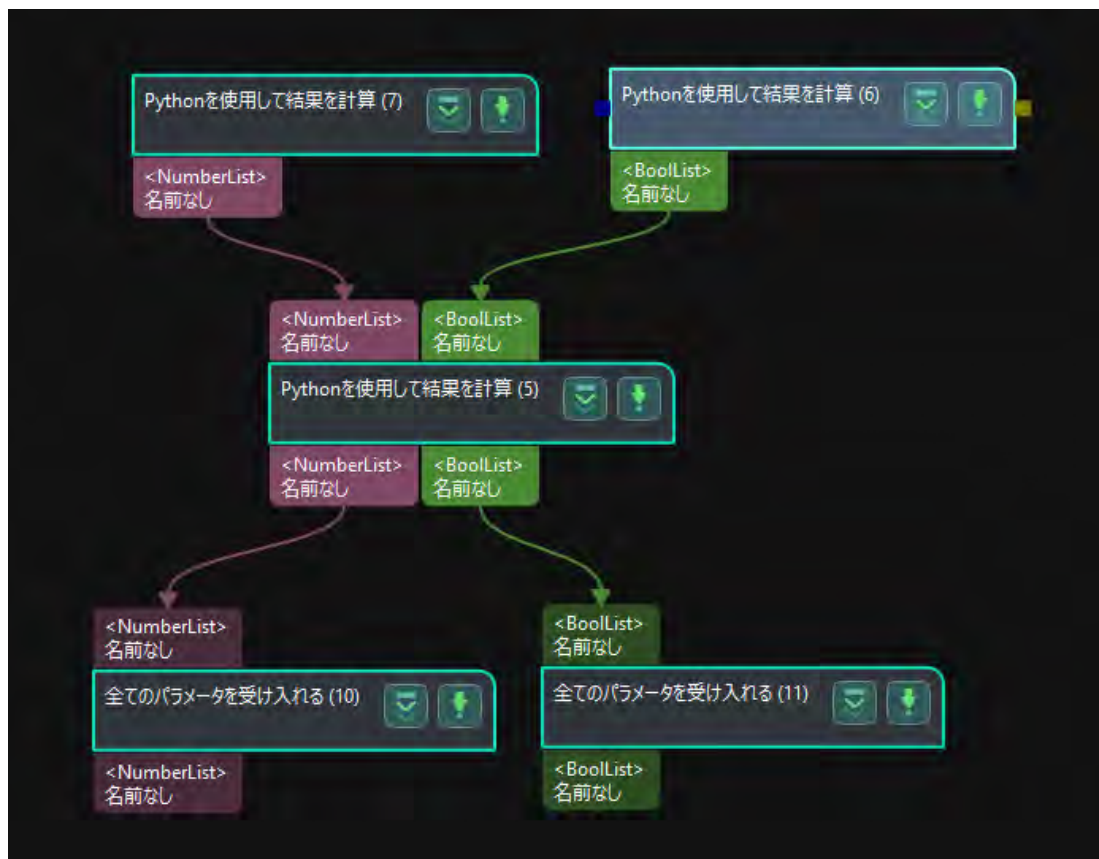 Pythonを使用して結果を計算 (7)
<NumberList>
名前なし
Pythonを使用して結果を計算 (6)
<BoolList>
名前なし
<NumberList>
名前なし
<BoolList>
名前なし
Pythonを使用して結果を計算 (5)
<NumberList>
名前なし
<BoolList>
名前なし
<NumberList>
名前なし
全てのパラメータを受け入れる (10)
<NumberList>
名前なし
<BoolList>
名前なし
全てのパラメータを受け入れる (11)
<BoolList>
名前なし